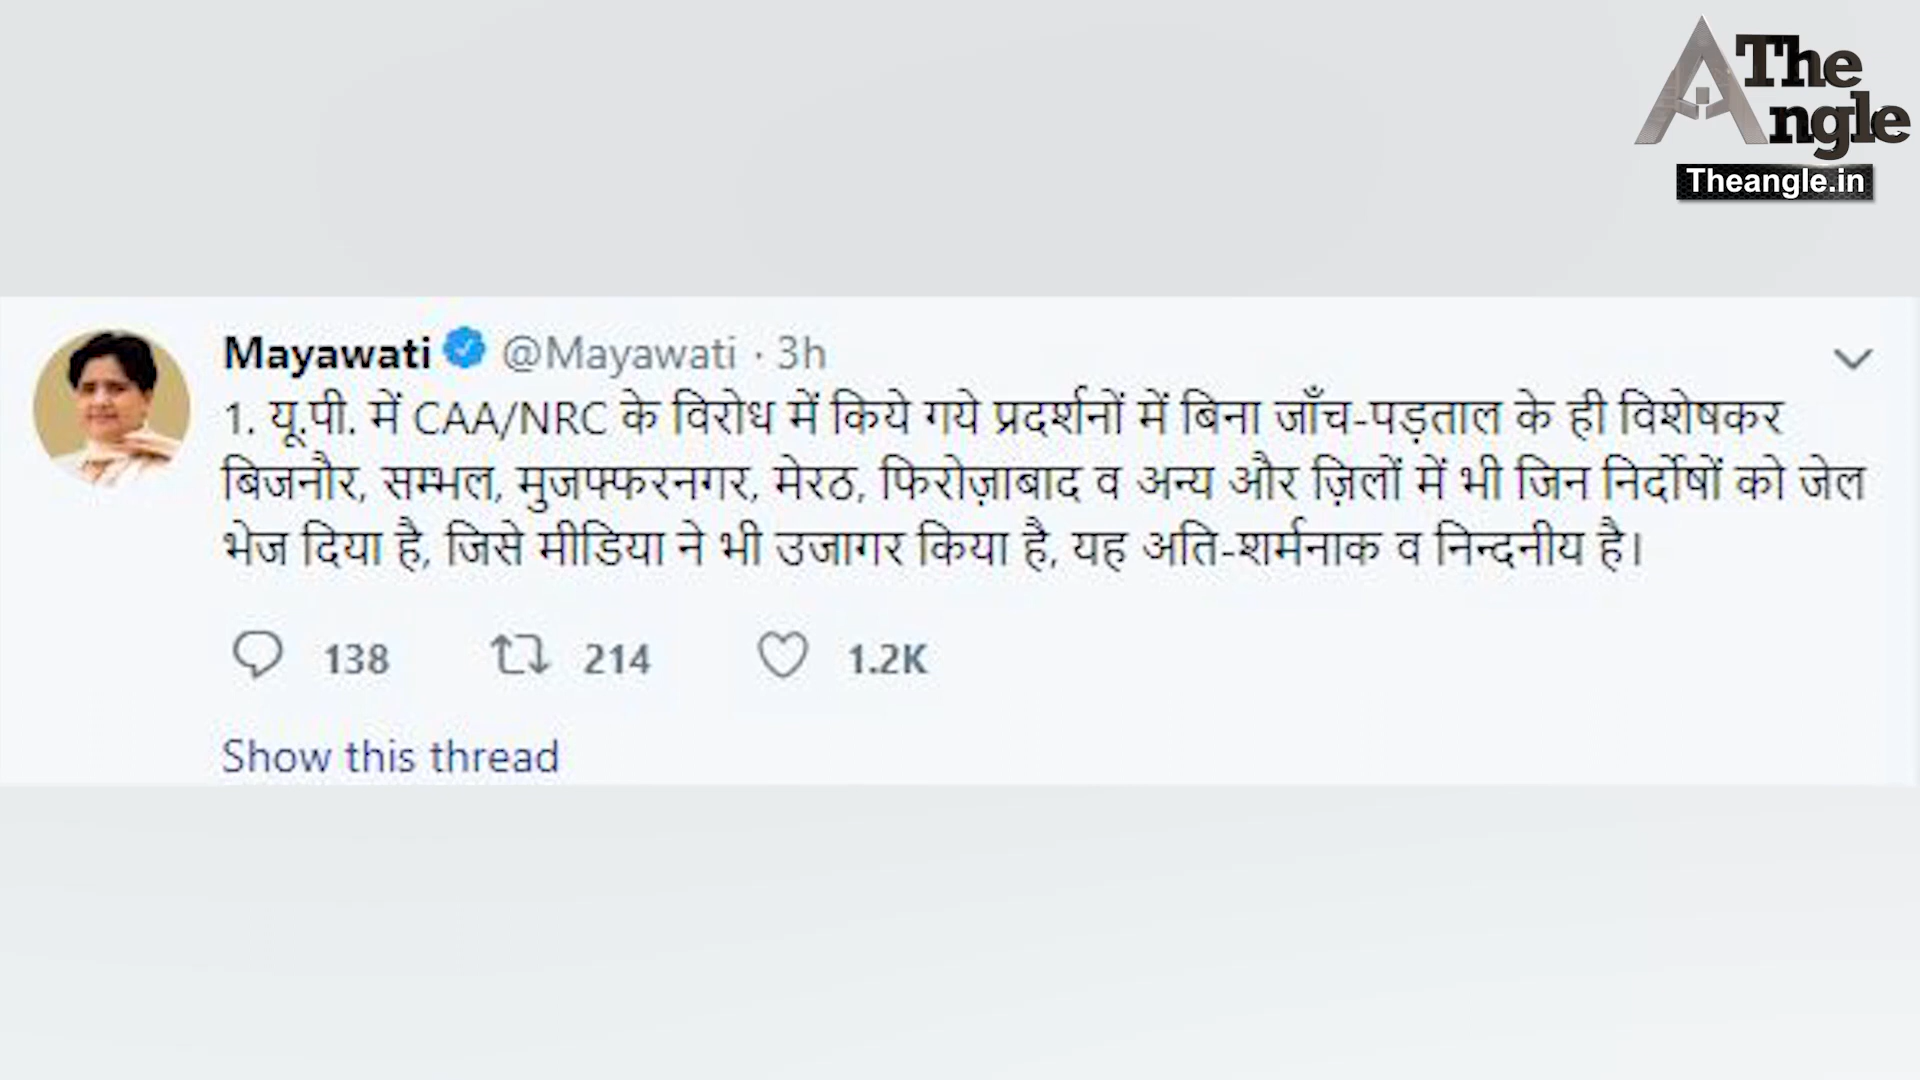 The
Angle
Theangle.in
Mayawati @Mayawati · 3h
1. यू.पी. में CAA/NRC के विरोध में किये गये प्रदर्शनों में बिना जाँच-पड़ताल के ही विशेषकर
बिजनौर, सम्भल, मुजफ्फरनगर, मेरठ, फिरोज़ाबाद व अन्य और ज़िलों में भी जिन निर्दोषों को जेल
भेज दिया है, जिसे मीडिया ने भी उजागर किया है, यह अति-शर्मनाक व निन्दनीय है।
138 214 1.2K
Show this thread